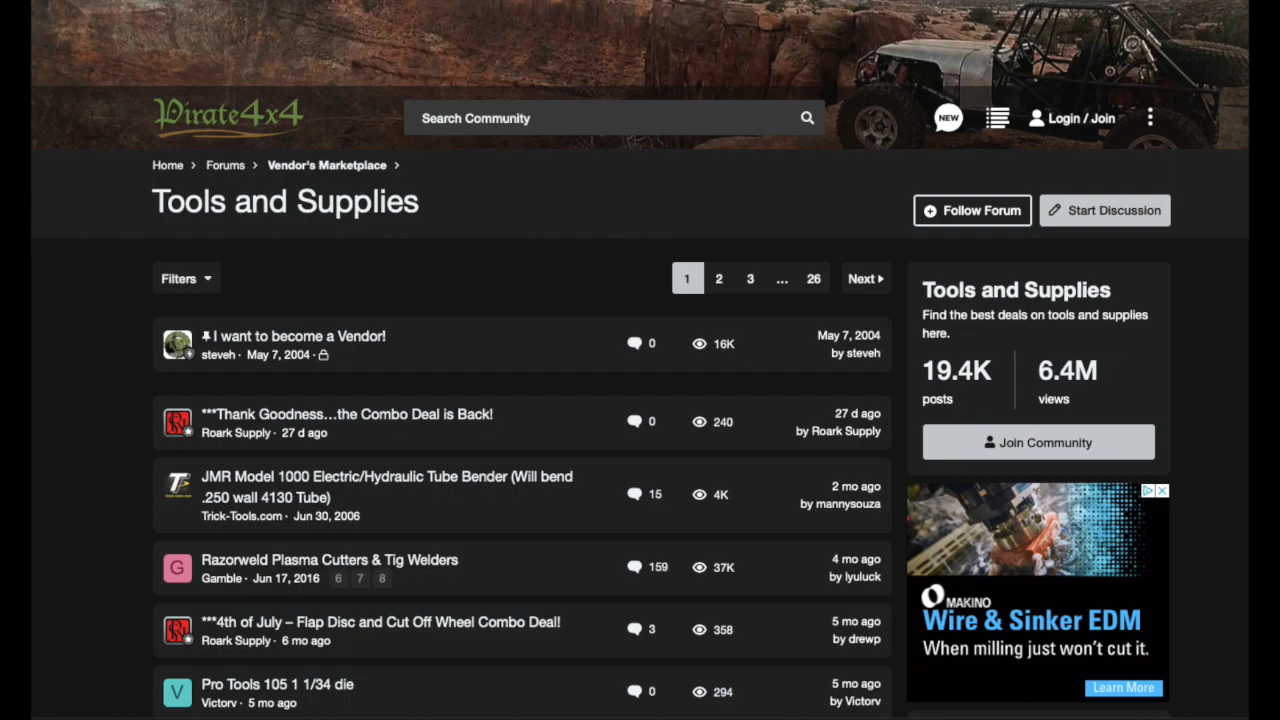 Pirate4x4
Search Community
NEW
Login / Join
Home > Forums > Vendor's Marketplace >
Tools and Supplies
Follow Forum
Start Discussion
Filters
1 2 3 ... 26 Next
I want to become a Vendor!
steveh · May 7, 2004 ·
0
16K
May 7, 2004
by steveh
***Thank Goodness...the Combo Deal is Back!
Roark Supply · 27 d ago
0
240
27 d ago
by Roark Supply
JMR Model 1000 Electric/Hydraulic Tube Bender (Will bend
.250 wall 4130 Tube)
Trick-Tools.com · Jun 30, 2006
15
4K
2 mo ago
by mannysouza
G
Razorweld Plasma Cutters & Tig Welders
Gamble · Jun 17, 2016 6 7 8
159
37K
4 mo ago
by lyuluck
***4th of July – Flap Disc and Cut Off Wheel Combo Deal!
Roark Supply · 6 mo ago
3
358
5 mo ago
by drewp
V
Pro Tools 105 1 1/34 die
Victorv · 5 mo ago
0
294
5 mo ago
by Victorv
Tools and Supplies
Find the best deals on tools and supplies
here.
19.4K
posts
6.4M
views
Join Community
MAKINO
Wire & Sinker EDM
When milling just won't cut it.
Learn More